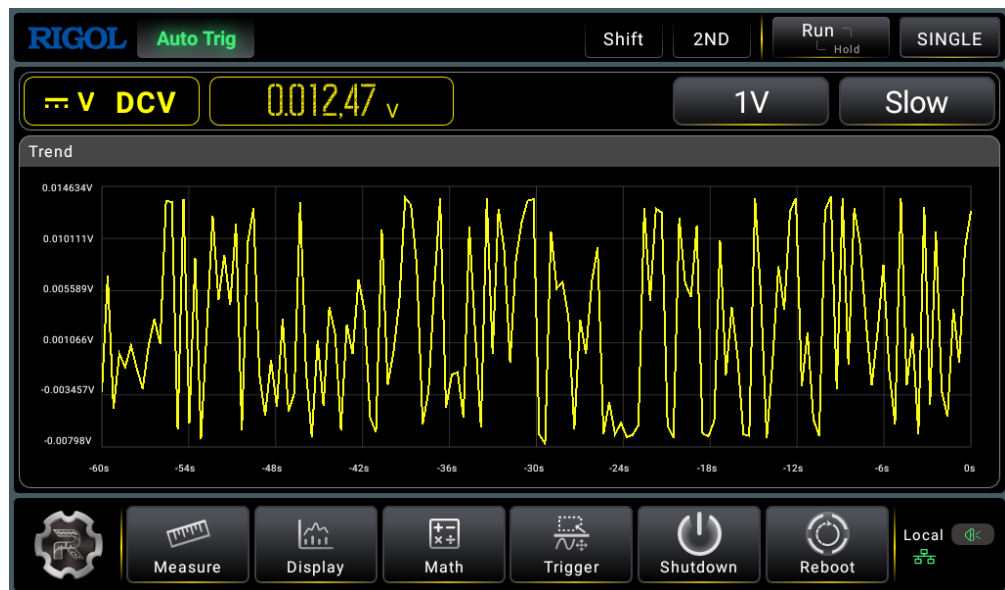 RIGOL Auto Trig Shift 2ND Run Hold SINGLE
V DCV 0.012,47 V 1V Slow
Trend
0.014634V
0.010111V
0.005589V
0.001066V
-0.003457V
-0.00798V
-60s -54s -48s -42s -36s -30s -24s -18s -12s -6s 0s
Measure Display Math Trigger Shutdown Reboot Local